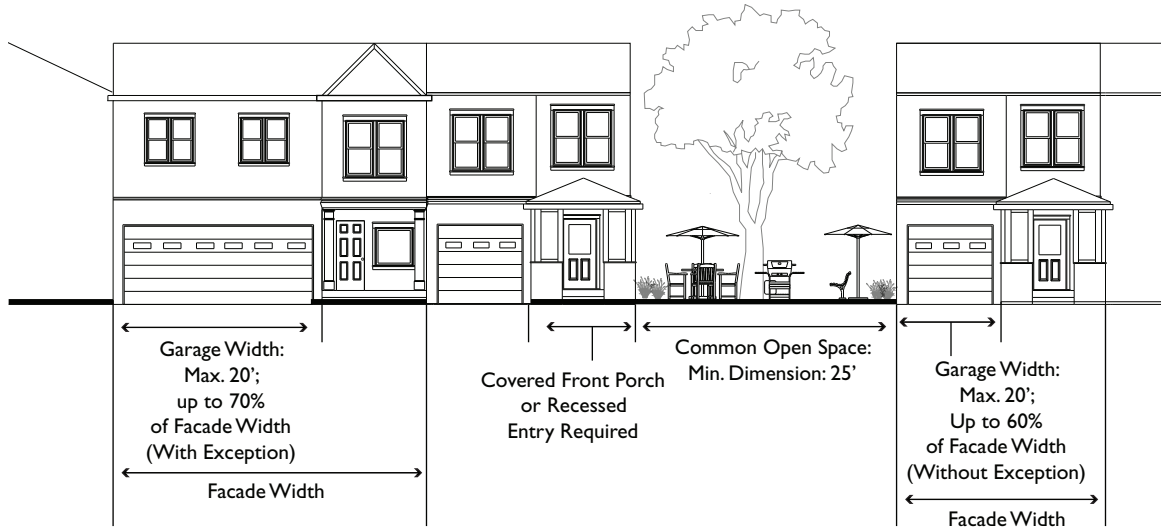 Garage Width:
Max. 20’;
up to 70%
of Facade Width
(With Exception)
Facade Width
Covered Front Porch
or Recessed
Entry Required
Common Open Space:
Min. Dimension: 25’
Garage Width:
Max. 20’;
Up to 60%
of Facade Width
(Without Exception)
Facade Width